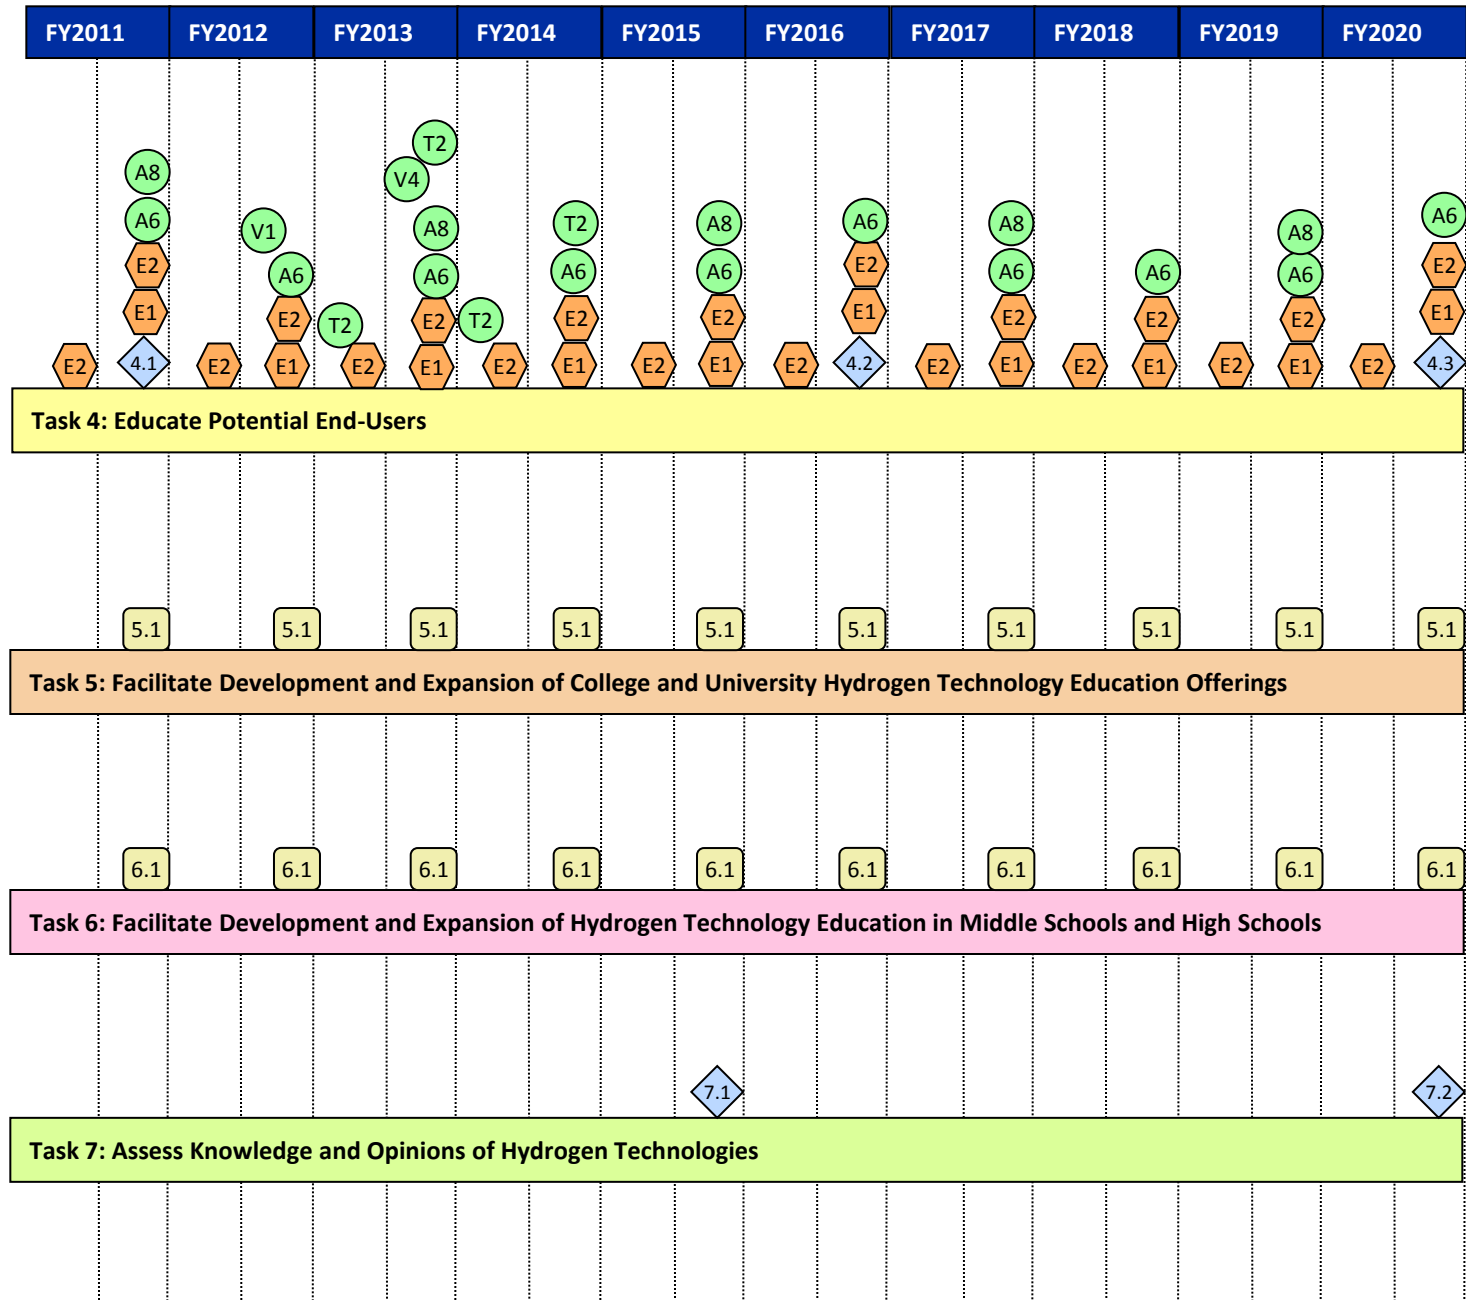 FY2011 FY2012 FY2013 FY2014 FY2015 FY2016 FY2017 FY2018 FY2019 FY2020
T2
A8 V4
A6 V1 A8 T2 A8 A6 A8 A8 A6
E2 A6 A6 A6 A6 E2 A6 A6 A6 E2
E1 E2 T2 E2 T2 E2 E2 E1 E2 E2 E2 E1
E2 4.1 E2 E1 E2 E1 E2 E1 E2 E1 E2 4.2 E2 E1 E2 E1 E2 E1 E2 4.3
Task 4: Educate Potential End-Users
5.1 5.1 5.1 5.1 5.1 5.1 5.1 5.1 5.1 5.1
Task 5: Facilitate Development and Expansion of College and University Hydrogen Technology Education Offerings
6.1 6.1 6.1 6.1 6.1 6.1 6.1 6.1 6.1 6.1
Task 6: Facilitate Development and Expansion of Hydrogen Technology Education in Middle Schools and High Schools
7.1 7.2
Task 7: Assess Knowledge and Opinions of Hydrogen Technologies